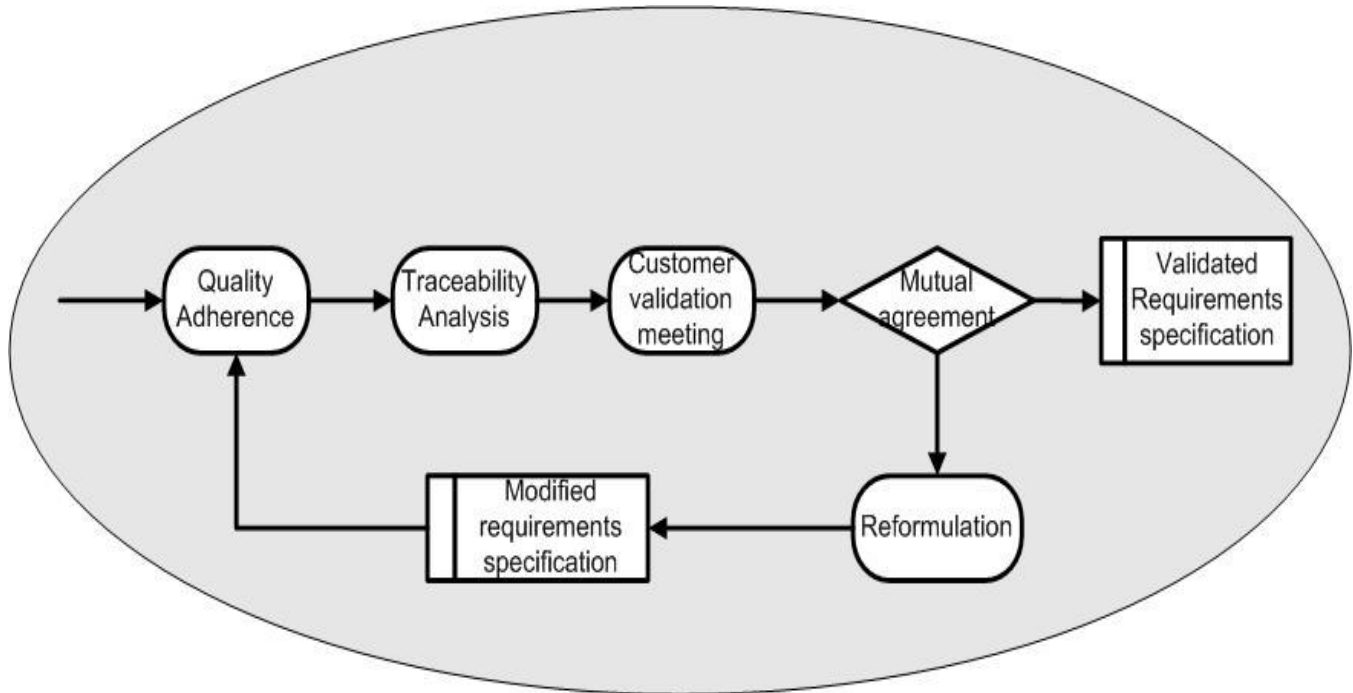 Quality
Adherence
Traceability
Analysis
Customer
validation
meeting
Mutual
agreement
Validated
Requirements
specification
Modified
requirements
specification
Reformulation